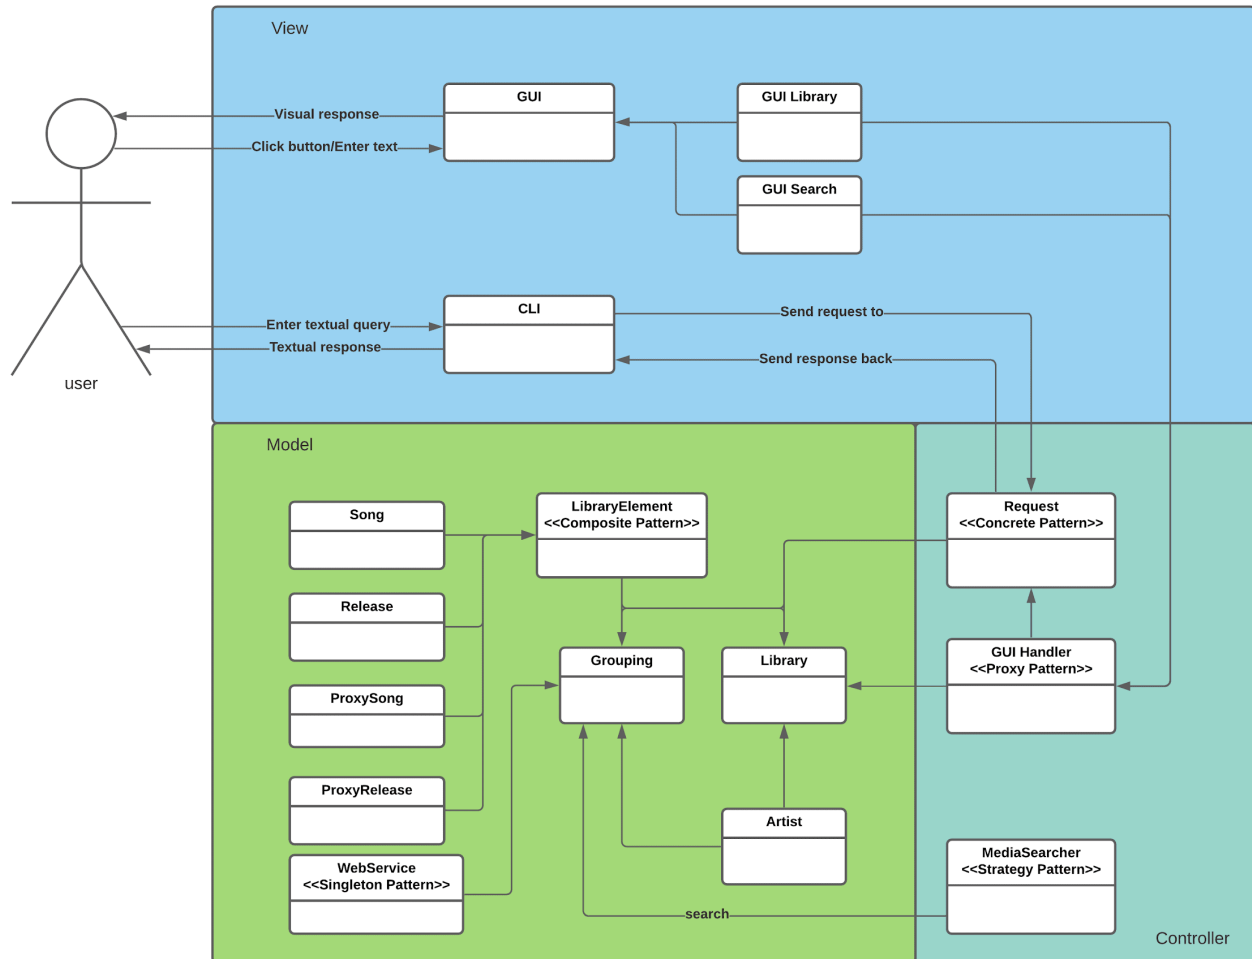 View
GUI
GUI Library
Visual response
Click button/Enter text
GUI Search
CLI
Send request to
Enter textual query
Textual response
Send response back
user
Model
LibraryElement
<<Composite Pattern>>
Request
<<Concrete Pattern>>
Song
Release
Grouping
Library
GUI Handler
<<Proxy Pattern>>
ProxySong
ProxyRelease
Artist
WebService
<<Singleton Pattern>>
MediaSearcher
<<Strategy Pattern>>
search
Controller